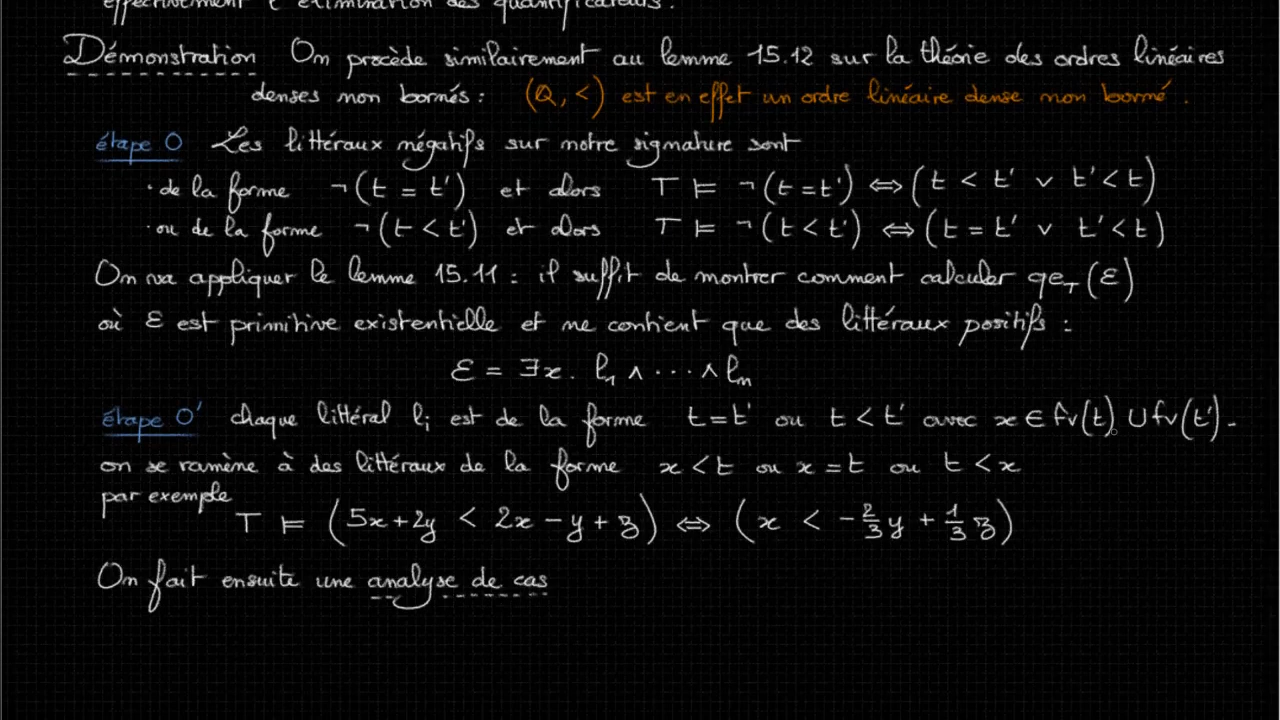 effectivement l'élimination des quantificateurs.
Démonstration On procède similairement au lemme 15.12 sur la théorie des ordres linéaires
denses non bornés : (Q, <) est en effet un ordre linéaire dense non borné.
étape 0 Les littéraux négatifs sur notre signature sont
· de la forme ¬(t = t') et alors T ⊨ ¬(t = t') ⇔ (t < t' ∨ t' < t)
· ou de la forme ¬(t < t') et alors T ⊨ ¬(t < t') ⇔ (t = t' ∨ t' < t)
On va appliquer le lemme 15.11 : il suffit de montrer comment calculer qe_T(ε)
où ε est primitive existentielle et ne contient que des littéraux positifs :
ε = ∃x. l₁ ∧ ··· ∧ lₙ
étape 0' chaque littéral lᵢ est de la forme t = t' ou t < t' avec x ∈ fv(t) ∪ fv(t').
on se ramène à des littéraux de la forme x < t ou x = t ou t < x
par exemple
T ⊨ (5x + 2y < 2x - y + z) ⇔ (x < -2/3 y + 1/3 z)
On fait ensuite une analyse de cas